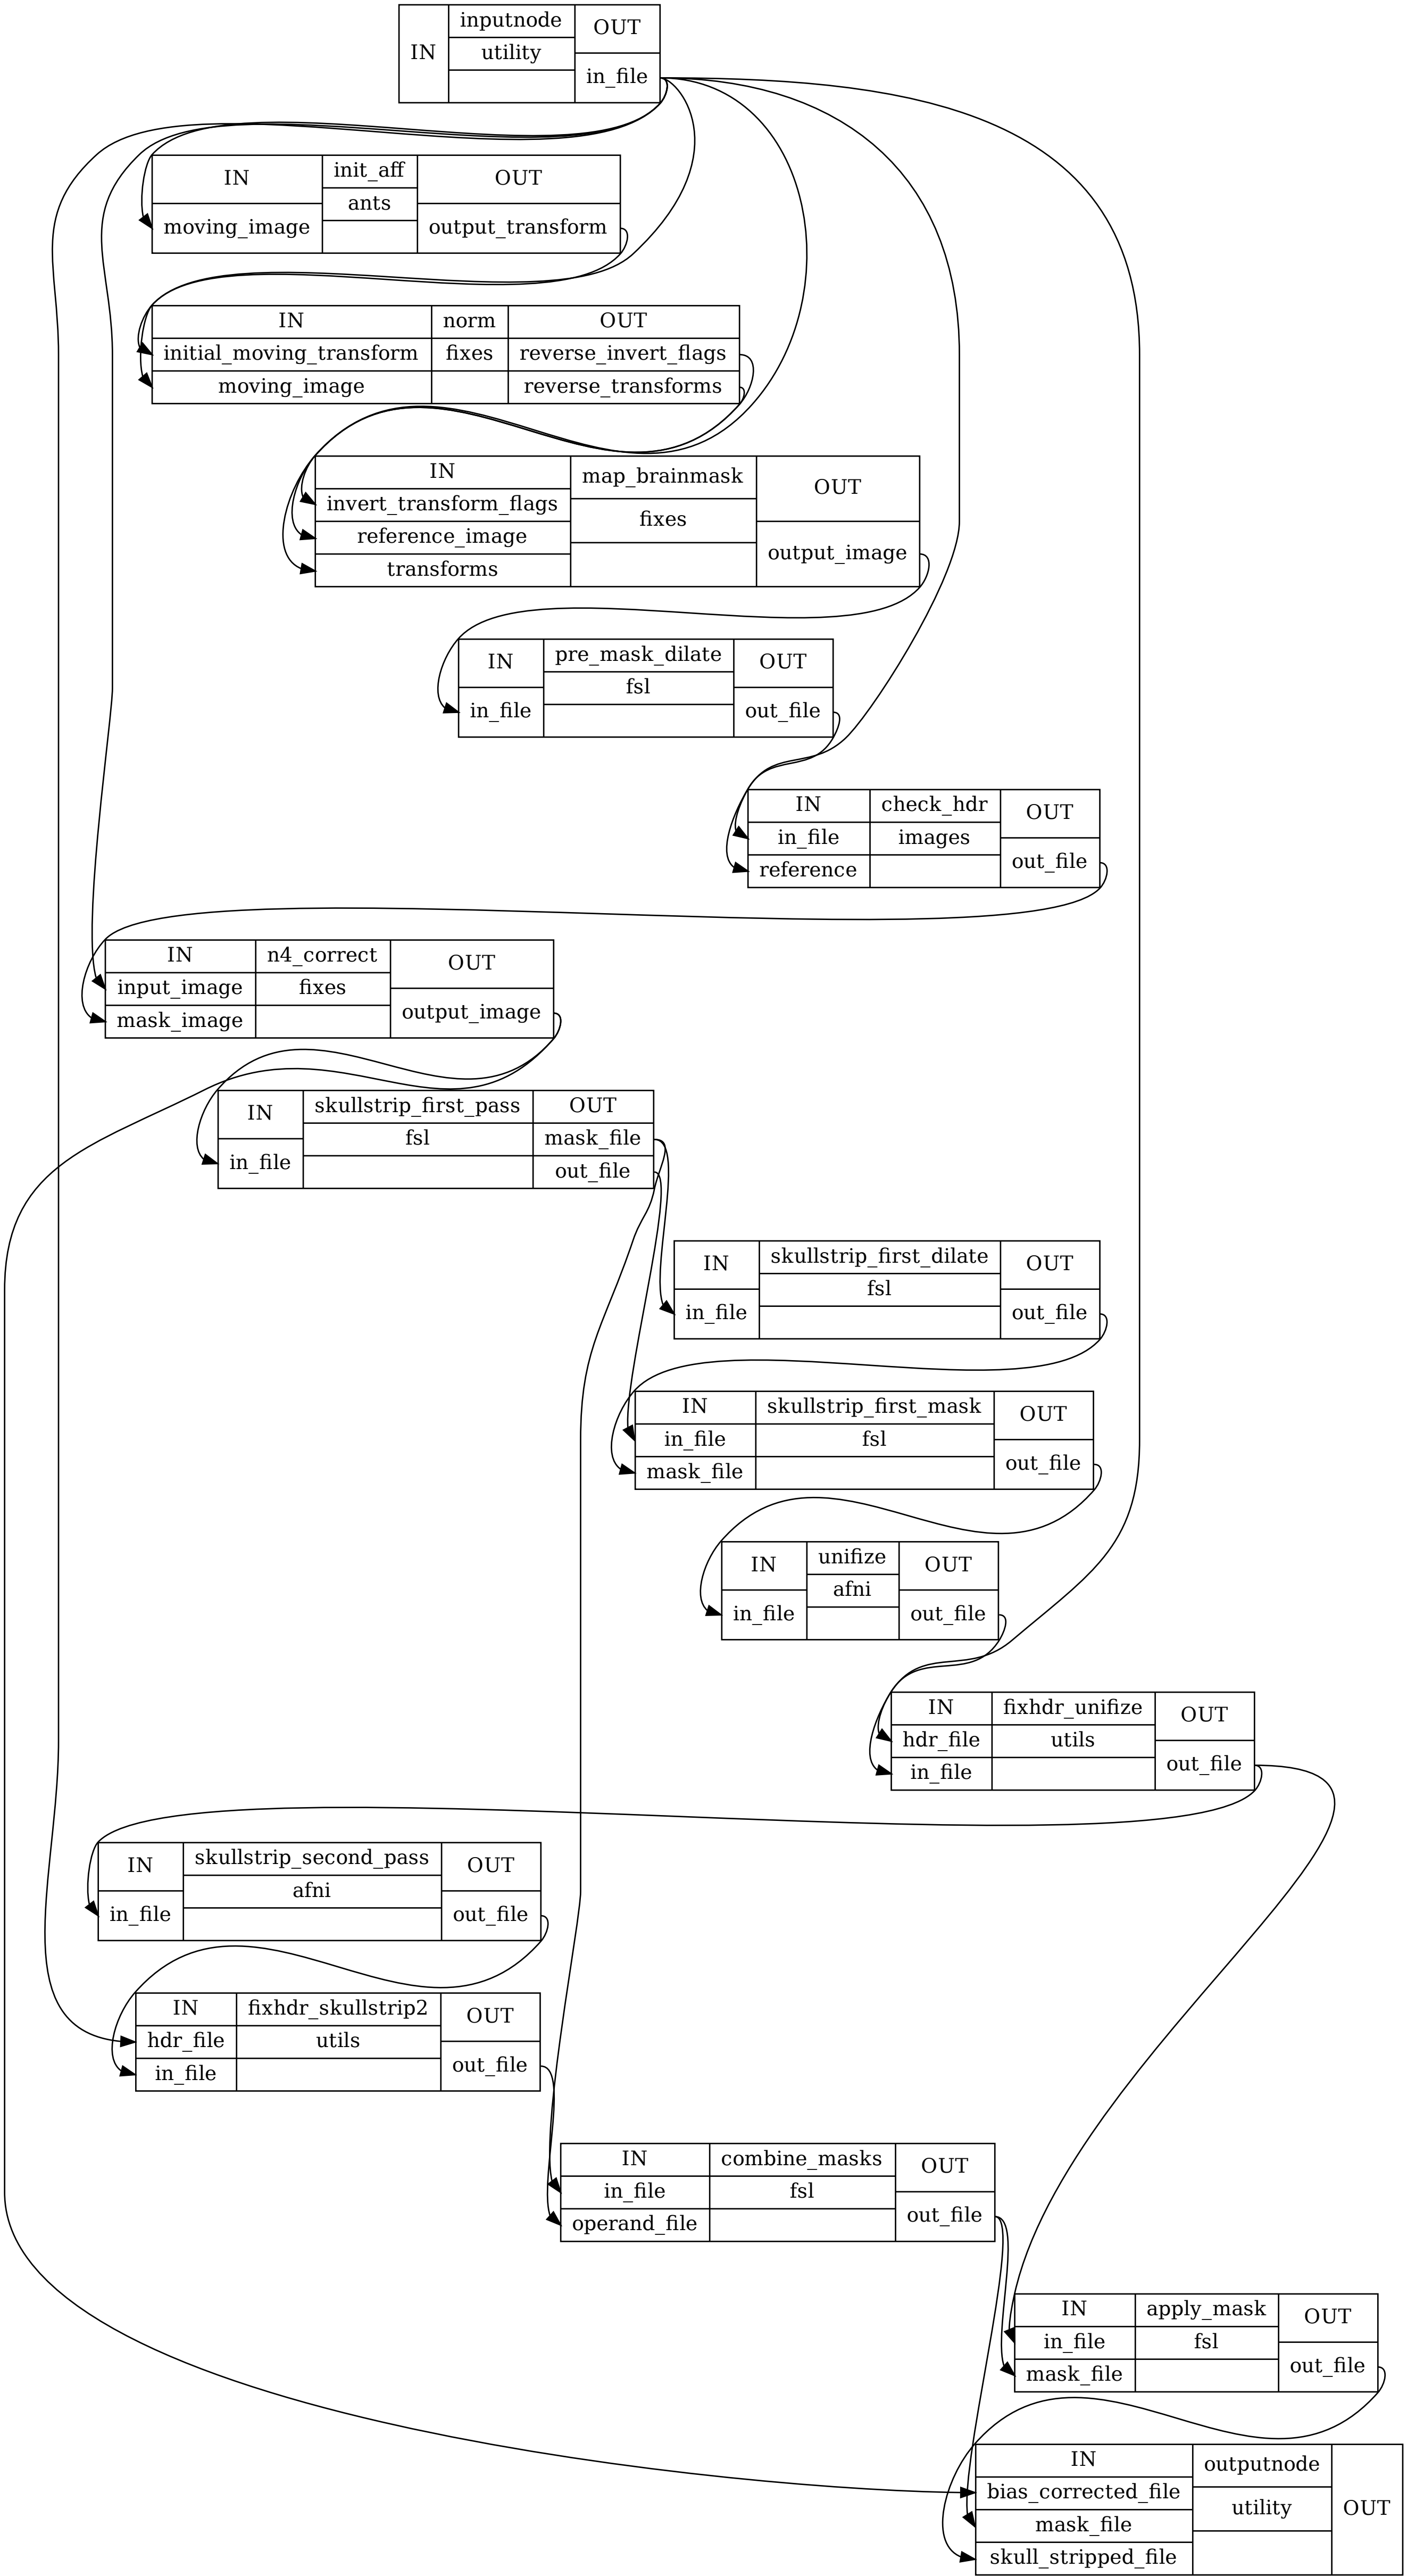 IN
inputnode
utility
OUT
in_file
IN
moving_image
init_aff
ants
OUT
output_transform
IN
initial_moving_transform
moving_image
norm
fixes
OUT
reverse_invert_flags
reverse_transforms
IN
invert_transform_flags
reference_image
transforms
map_brainmask
fixes
OUT
output_image
IN
in_file
pre_mask_dilate
fsl
OUT
out_file
IN
in_file
reference
check_hdr
images
OUT
out_file
IN
input_image
mask_image
n4_correct
fixes
OUT
output_image
IN
in_file
skullstrip_first_pass
fsl
OUT
mask_file
out_file
IN
in_file
skullstrip_first_dilate
fsl
OUT
out_file
IN
in_file
mask_file
skullstrip_first_mask
fsl
OUT
out_file
IN
in_file
unifize
afni
OUT
out_file
IN
hdr_file
in_file
fixhdr_unifize
utils
OUT
out_file
IN
in_file
skullstrip_second_pass
afni
OUT
out_file
IN
hdr_file
in_file
fixhdr_skullstrip2
utils
OUT
out_file
IN
in_file
operand_file
combine_masks
fsl
OUT
out_file
IN
in_file
mask_file
apply_mask
fsl
OUT
out_file
IN
bias_corrected_file
mask_file
skull_stripped_file
outputnode
utility
OUT